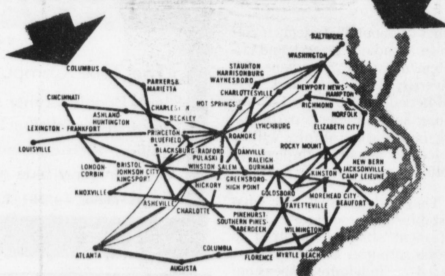 BALTIMORE
WASHINGTON
STAUNTON
HARRISONBURG
WAYNESBORO
COLUMBUS
PARKERS&
MARIETTA
CHARLOTTESVILLE
NEWPORT NEWS-
HAMPTON
CINCINNATI
HOT SPRINGS
RICHMOND
NORFOLK
ASHLAND
HUNTINGTON
BECKLEY
LYNCHBURG
ELIZABETH CITY
LEXINGTON - FRANKFORT
PRINCETON
BLUEFIELD
ROANOKE
LOUISVILLE
BLACKSBURG-RADFORD
PULASKI
DANVILLE
ROCKY MOUNT
LONDON-
CORBIN
BRISTOL
JOHNSON CITY
KINGSPORT
WINSTON SALEM
RALEIGH
DURHAM
NEW BERN
JACKSONVILLE
CAMP LEJEUNE
KINSTON
GREENSBORO
HIGH POINT
GOLDSBORO
KNOXVILLE
HICKORY
MOREHEAD CITY
BEAUFORT
ASHEVILLE
CHARLOTTE
FAYETTEVILLE
PINEHURST
SOUTHERN PINES
ABERDEEN
WILMINGTON
ATLANTA
COLUMBIA
FLORENCE
MYRTLE BEACH
AUGUSTA